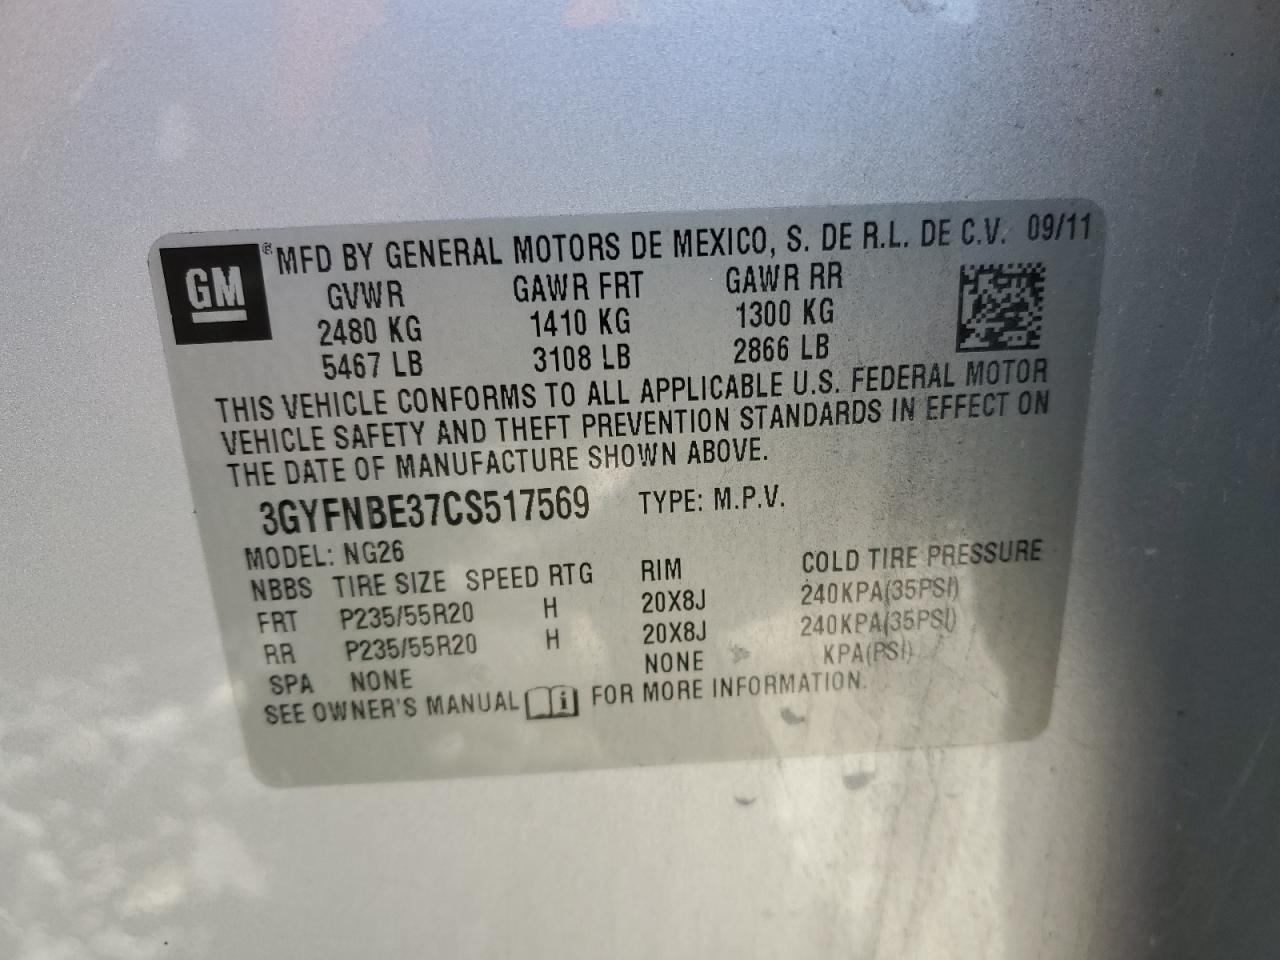 GM ® MFD BY GENERAL MOTORS DE MEXICO, S. DE R.L. DE C.V. 09/11
GVWR GAWR FRT GAWR RR
2480 KG 1410 KG 1300 KG
5467 LB 3108 LB 2866 LB
THIS VEHICLE CONFORMS TO ALL APPLICABLE U.S. FEDERAL MOTOR
VEHICLE SAFETY AND THEFT PREVENTION STANDARDS IN EFFECT ON
THE DATE OF MANUFACTURE SHOWN ABOVE.
3GYFNBE37CS517569 TYPE: M.P.V.
MODEL: NG26
NBBS TIRE SIZE SPEED RTG RIM COLD TIRE PRESSURE
FRT P235/55R20 H 20X8J 240KPA(35PSI)
RR P235/55R20 H 20X8J 240KPA(35PSI)
SPA NONE NONE KPA(PSI)
SEE OWNER'S MANUAL i FOR MORE INFORMATION.